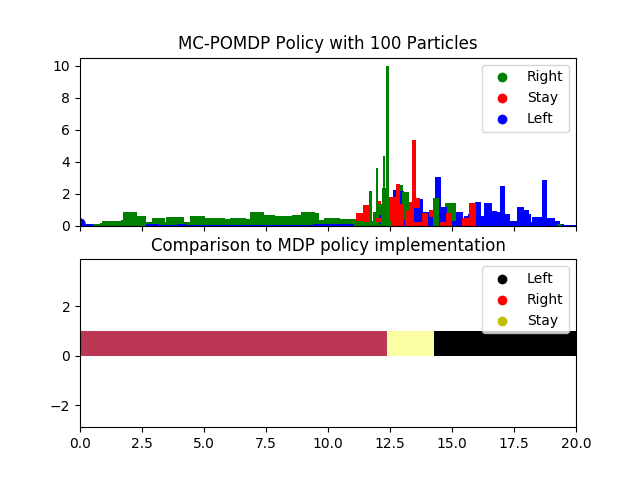 MC-POMDP Policy with 100 Particles
10
8
6
4
2
0
Right
Stay
Left
Comparison to MDP policy implementation
2
0
−2
Left
Right
Stay
0.0 2.5 5.0 7.5 10.0 12.5 15.0 17.5 20.0